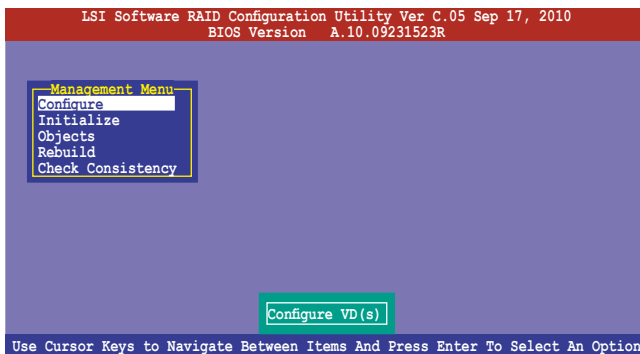 LSI Software RAID Configuration Utility Ver C.05 Sep 17, 2010
BIOS Version A.10.09231523R
Management Menu
Configure
Initialize
Objects
Rebuild
Check Consistency
Configure VD(s)
Use Cursor Keys to Navigate Between Items And Press Enter To Select An Option